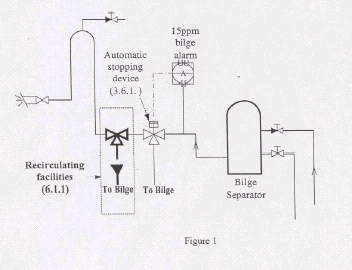 15ppm
bilge
alarm
Automatic
stopping
device
(3.6.1. )
A
Recirculating
facilities
(6.1.1)
To Bilge
To Bilge
Bilge
Separator
Figure 1